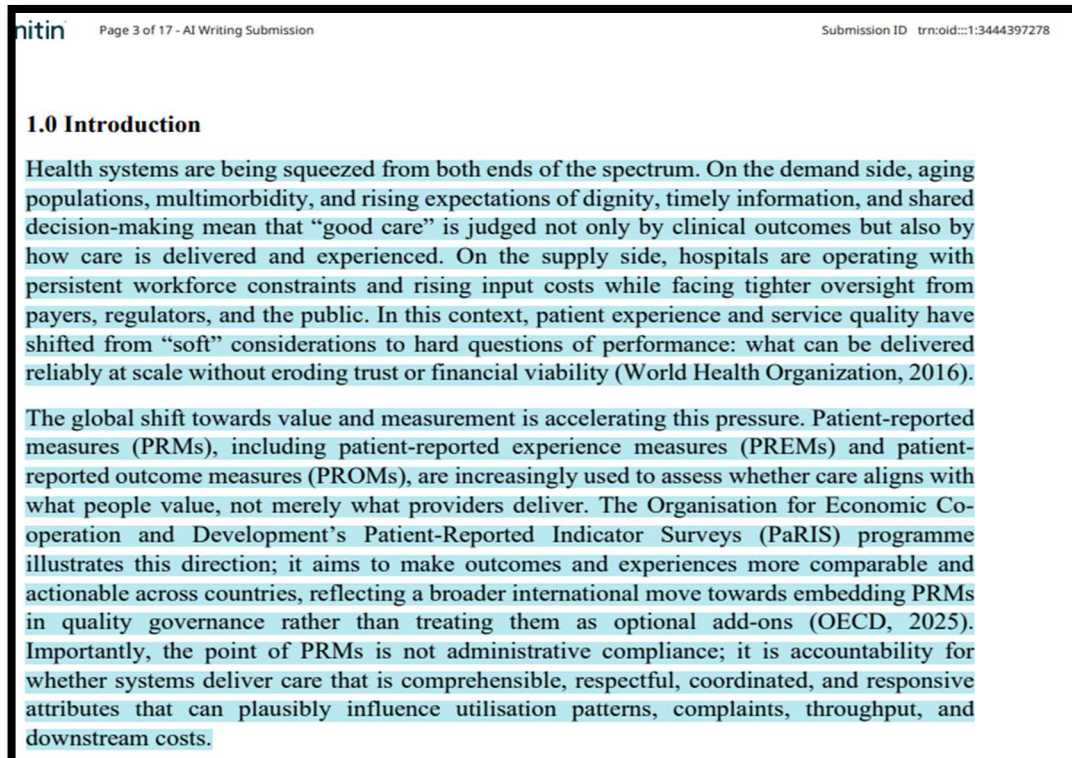 nitin Page 3 of 17 - AI Writing Submission Submission ID trn:oid:::1:3444397278
1.0 Introduction
Health systems are being squeezed from both ends of the spectrum. On the demand side, aging
populations, multimorbidity, and rising expectations of dignity, timely information, and shared
decision-making mean that “good care” is judged not only by clinical outcomes but also by
how care is delivered and experienced. On the supply side, hospitals are operating with
persistent workforce constraints and rising input costs while facing tighter oversight from
payers, regulators, and the public. In this context, patient experience and service quality have
shifted from “soft” considerations to hard questions of performance: what can be delivered
reliably at scale without eroding trust or financial viability (World Health Organization, 2016).
The global shift towards value and measurement is accelerating this pressure. Patient-reported
measures (PRMs), including patient-reported experience measures (PREMs) and patient-
reported outcome measures (PROMs), are increasingly used to assess whether care aligns with
what people value, not merely what providers deliver. The Organisation for Economic Co-
operation and Development’s Patient-Reported Indicator Surveys (PaRIS) programme
illustrates this direction; it aims to make outcomes and experiences more comparable and
actionable across countries, reflecting a broader international move towards embedding PRMs
in quality governance rather than treating them as optional add-ons (OECD, 2025).
Importantly, the point of PRMs is not administrative compliance; it is accountability for
whether systems deliver care that is comprehensible, respectful, coordinated, and responsive
attributes that can plausibly influence utilisation patterns, complaints, throughput, and
downstream costs.